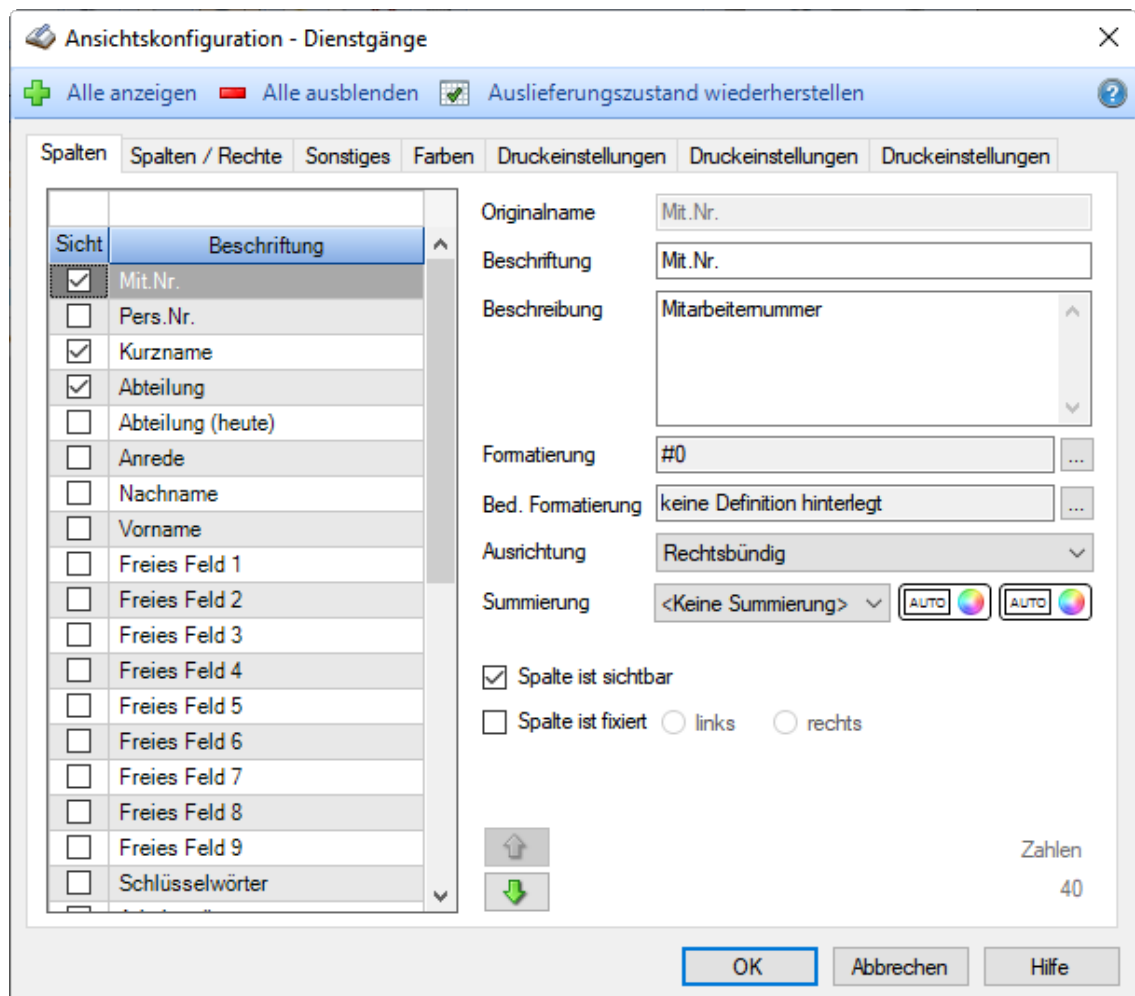 Ansichtskonfiguration - Dienstgänge
Alle anzeigen Alle ausblenden Auslieferungszustand wiederherstellen
Spalten Spalten / Rechte Sonstiges Farben Druckeinstellungen Druckeinstellungen Druckeinstellungen
Sicht Beschriftung
Mit.Nr.
Pers.Nr.
Kurzname
Abteilung
Abteilung (heute)
Anrede
Nachname
Vorname
Freies Feld 1
Freies Feld 2
Freies Feld 3
Freies Feld 4
Freies Feld 5
Freies Feld 6
Freies Feld 7
Freies Feld 8
Freies Feld 9
Schlüsselwörter
Originalname Mit.Nr.
Beschriftung Mit.Nr.
Beschreibung Mitarbeiternummer
Formatierung #0 ...
Bed. Formatierung keine Definition hinterlegt ...
Ausrichtung Rechtsbündig
Summierung <Keine Summierung> AUTO AUTO
Spalte ist sichtbar
Spalte ist fixiert links rechts
Zahlen
40
OK Abbrechen Hilfe